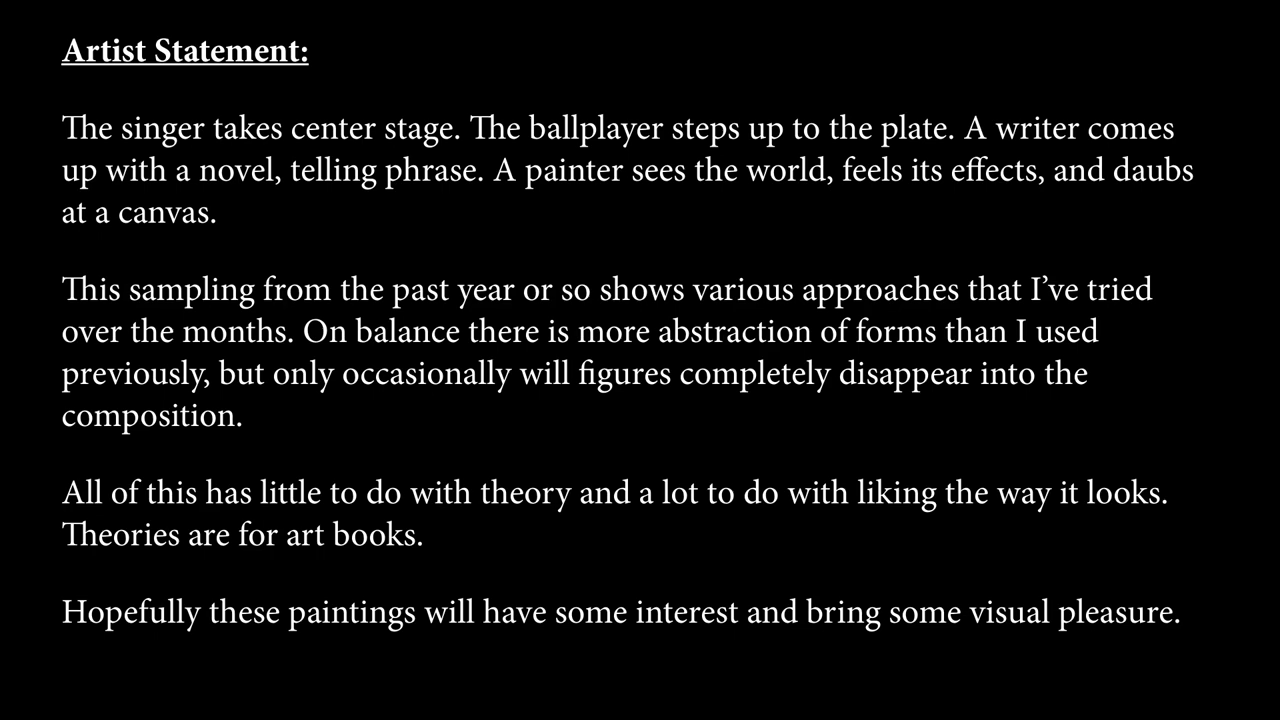 Artist Statement:
The singer takes center stage. The ballplayer steps up to the plate. A writer comes
up with a novel, telling phrase. A painter sees the world, feels its effects, and daubs
at a canvas.
This sampling from the past year or so shows various approaches that I’ve tried
over the months. On balance there is more abstraction of forms than I used
previously, but only occasionally will figures completely disappear into the
composition.
All of this has little to do with theory and a lot to do with liking the way it looks.
Theories are for art books.
Hopefully these paintings will have some interest and bring some visual pleasure.